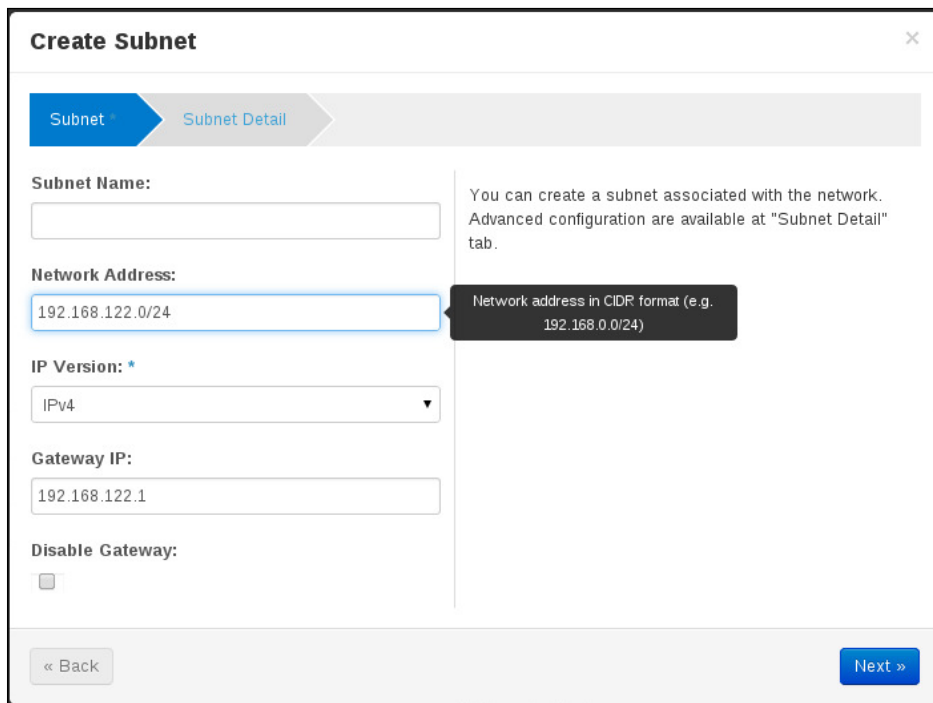 Create Subnet
×
Subnet *
Subnet Detail
Subnet Name:
You can create a subnet associated with the network.
Advanced configuration are available at "Subnet Detail"
tab.
Network Address:
192.168.122.0/24
Network address in CIDR format (e.g.
192.168.0.0/24)
IP Version: *
IPv4
Gateway IP:
192.168.122.1
Disable Gateway:
« Back
Next »